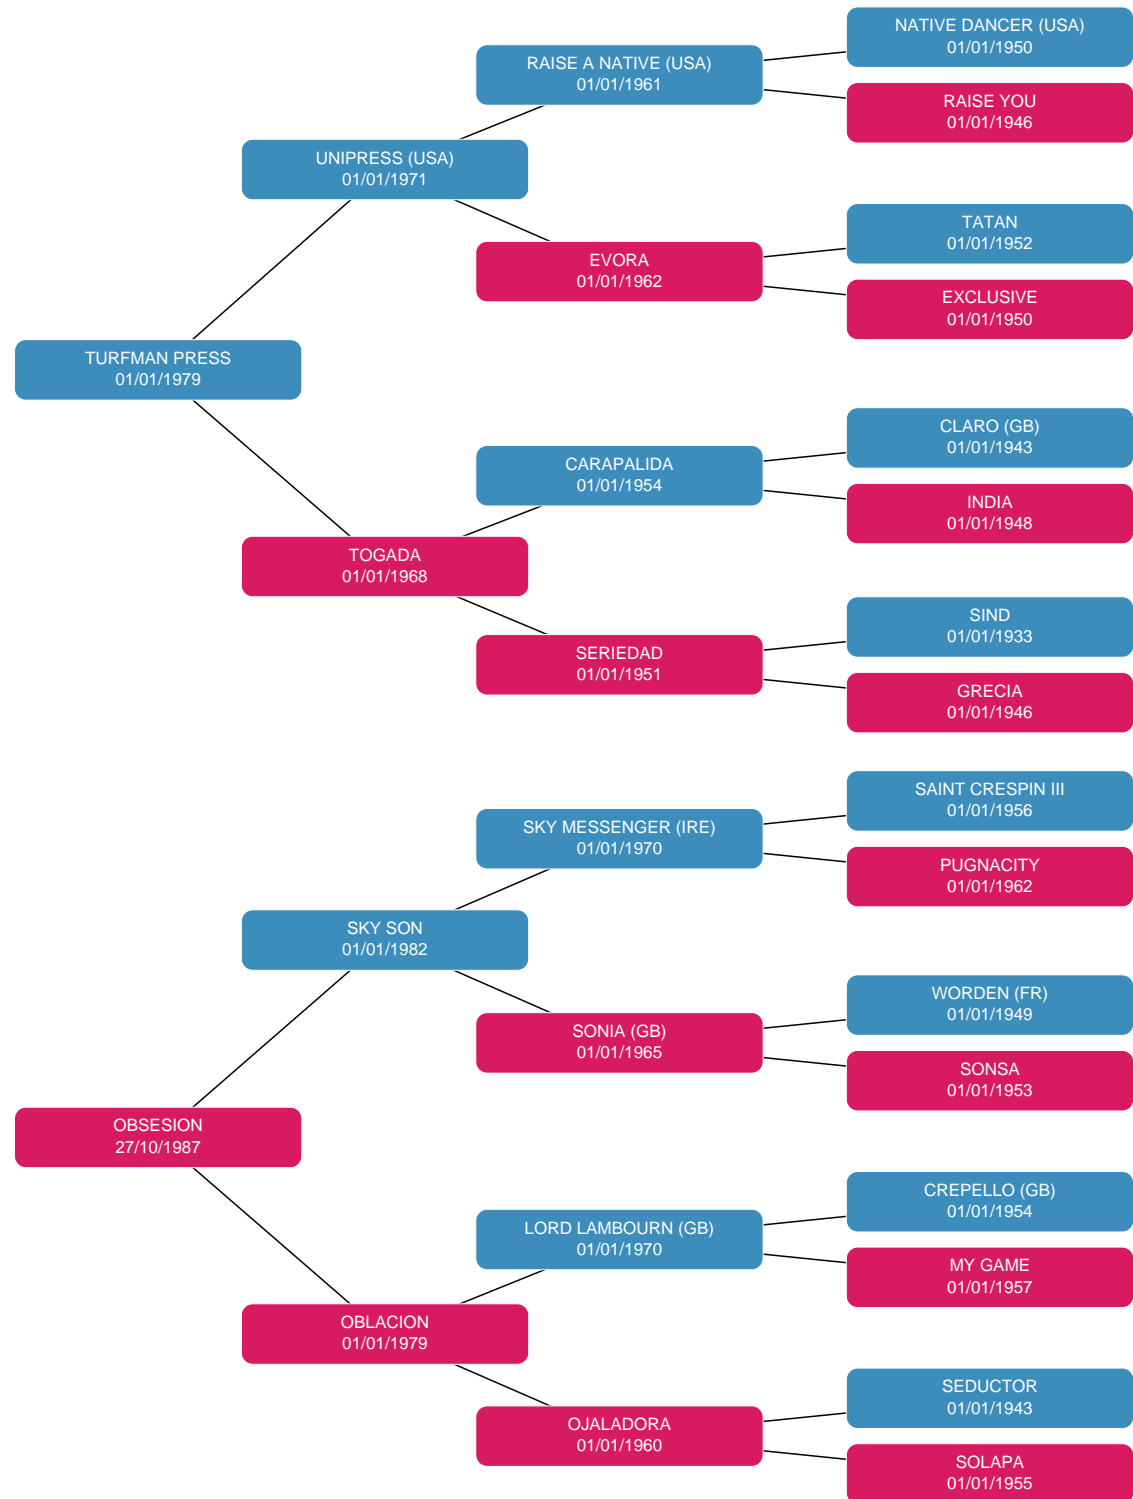 NATIVE DANCER (USA)
01/01/1950
RAISE A NATIVE (USA)
01/01/1961
RAISE YOU
01/01/1946
UNIPRESS (USA)
01/01/1971
TATAN
01/01/1952
EVORA
01/01/1962
EXCLUSIVE
01/01/1950
TURFMAN PRESS
01/01/1979
CLARO (GB)
01/01/1943
CARAPALIDA
01/01/1954
INDIA
01/01/1948
TOGADA
01/01/1968
SIND
01/01/1933
SERIEDAD
01/01/1951
GRECIA
01/01/1946
SAINT CRESPIN III
01/01/1956
SKY MESSENGER (IRE)
01/01/1970
PUGNACITY
01/01/1962
SKY SON
01/01/1982
WORDEN (FR)
01/01/1949
SONIA (GB)
01/01/1965
SONSA
01/01/1953
OBSESION
27/10/1987
CREPELLO (GB)
01/01/1954
LORD LAMBOURN (GB)
01/01/1970
MY GAME
01/01/1957
OBLACION
01/01/1979
SEDUCTOR
01/01/1943
OJALADORA
01/01/1960
SOLAPA
01/01/1955